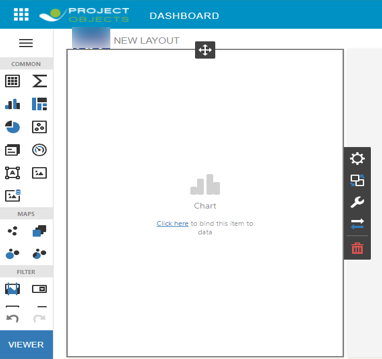 PROJECT
OBJECTS
DASHBOARD
NEW LAYOUT
COMMON
MAPS
FILTER
VIEWER
Chart
Click here to bind this item to
data